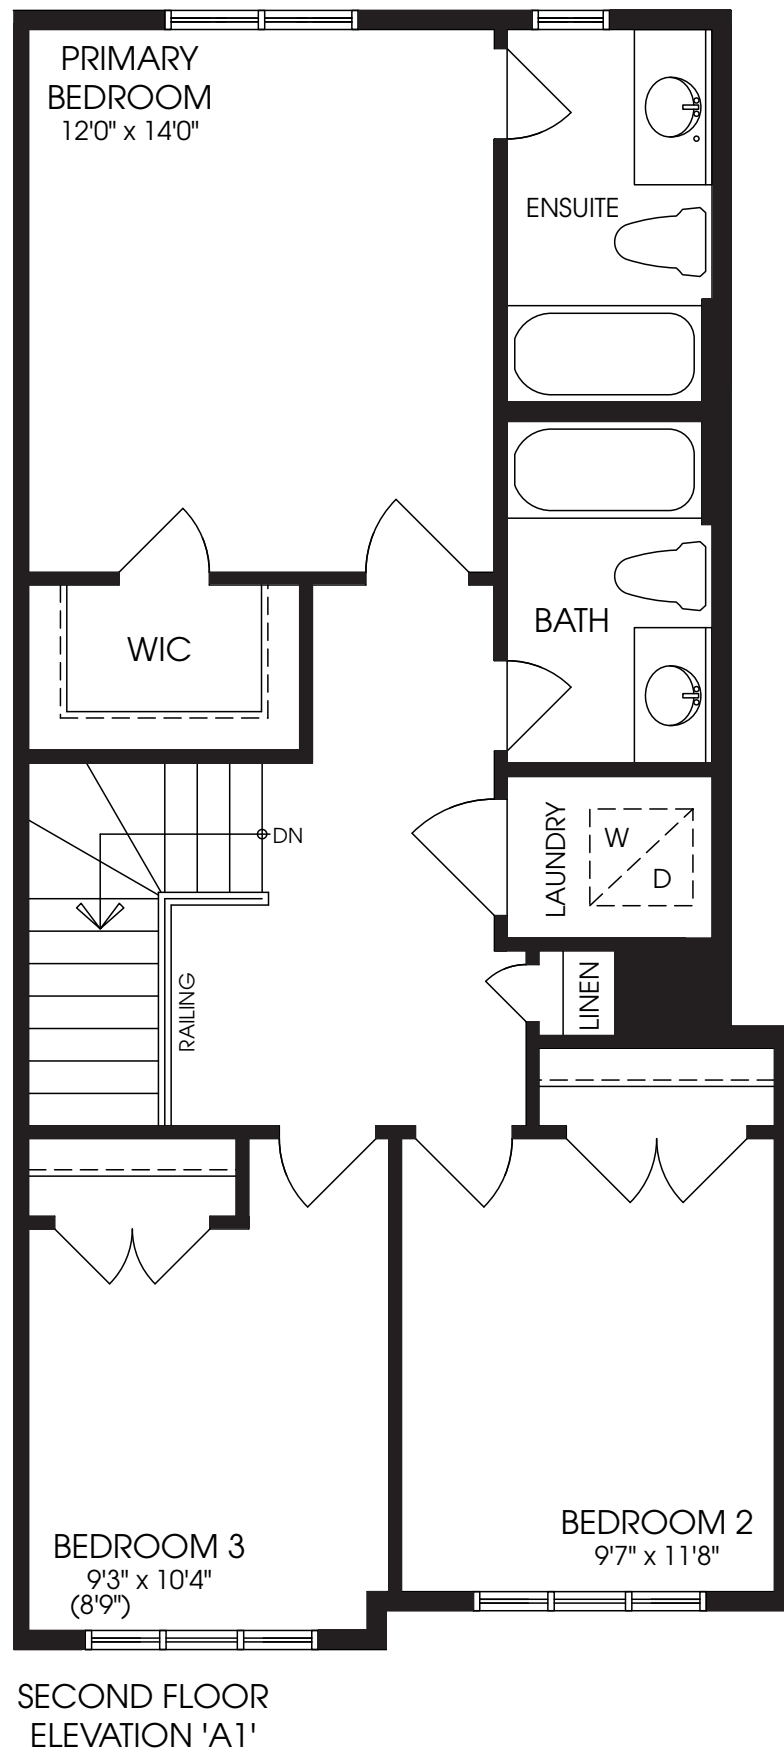 PRIMARY
BEDROOM
12'0" x 14'0"
ENSUITE
WIC
BATH
DN
LAUNDRY
W
D
RAILING
LINEN
BEDROOM 2
9'7" x 11'8"
BEDROOM 3
9'3" x 10'4"
(8'9")
SECOND FLOOR
ELEVATION 'A1'